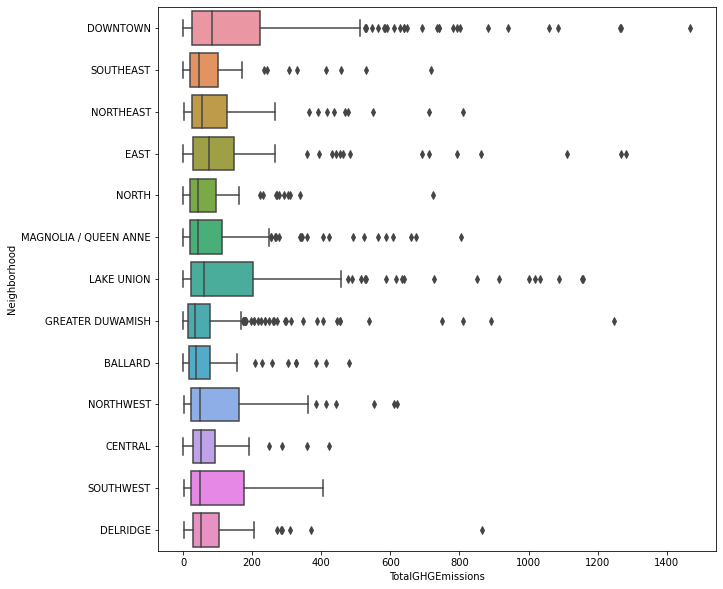 DOWNTOWN
SOUTHEAST
NORTHEAST
EAST
NORTH
MAGNOLIA / QUEEN ANNE
LAKE UNION
GREATER DUWAMISH
BALLARD
NORTHWEST
CENTRAL
SOUTHWEST
DELRIDGE
Neighborhood
0 200 400 600 800 1000 1200 1400
TotalGHGEmissions